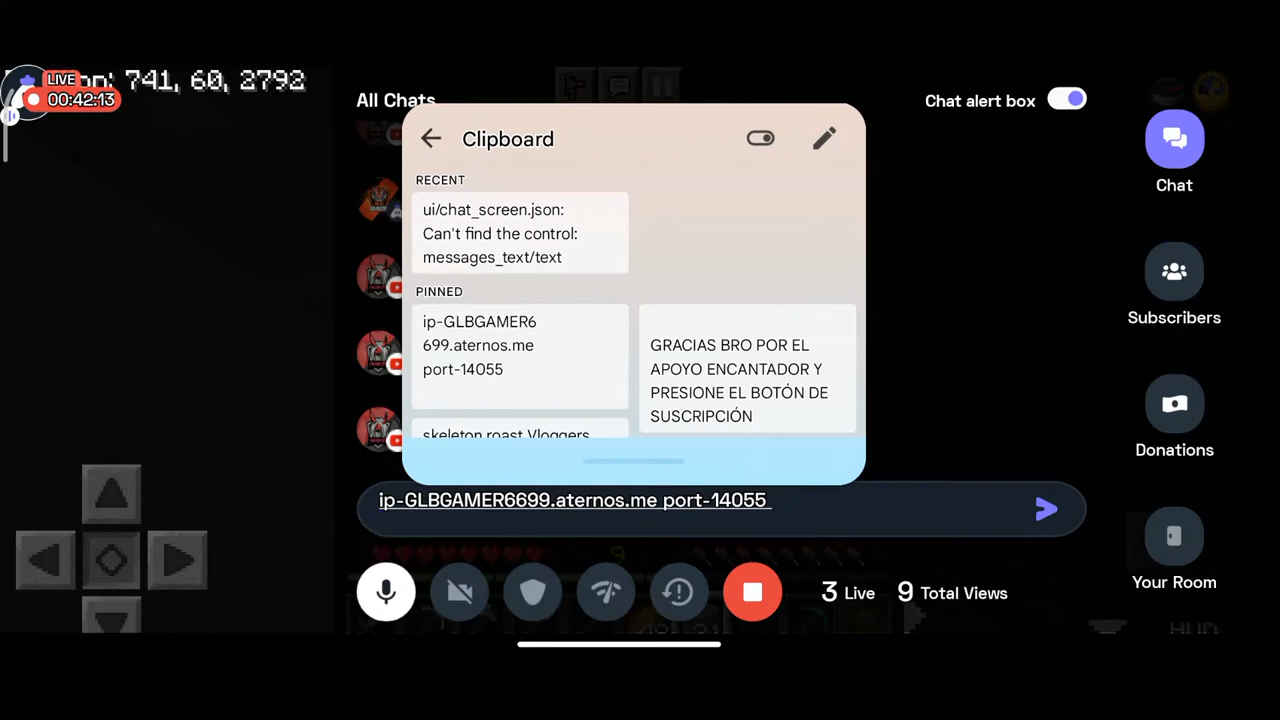 : 741, 60, 2792
LIVE
00:42:13
All Chats
Chat alert box
Clipboard
RECENT
ui/chat_screen.json:
Can't find the control:
messages_text/text
PINNED
ip-GLBGAMER6
699.aternos.me
port-14055
GRACIAS BRO POR EL
APOYO ENCANTADOR Y
PRESIONE EL BOTÓN DE
SUSCRIPCIÓN
skeleton roast Vloggers
ip-GLBGAMER6699.aternos.me port-14055
Chat
Subscribers
Donations
Your Room
9
3 Live
9 Total Views
HUD